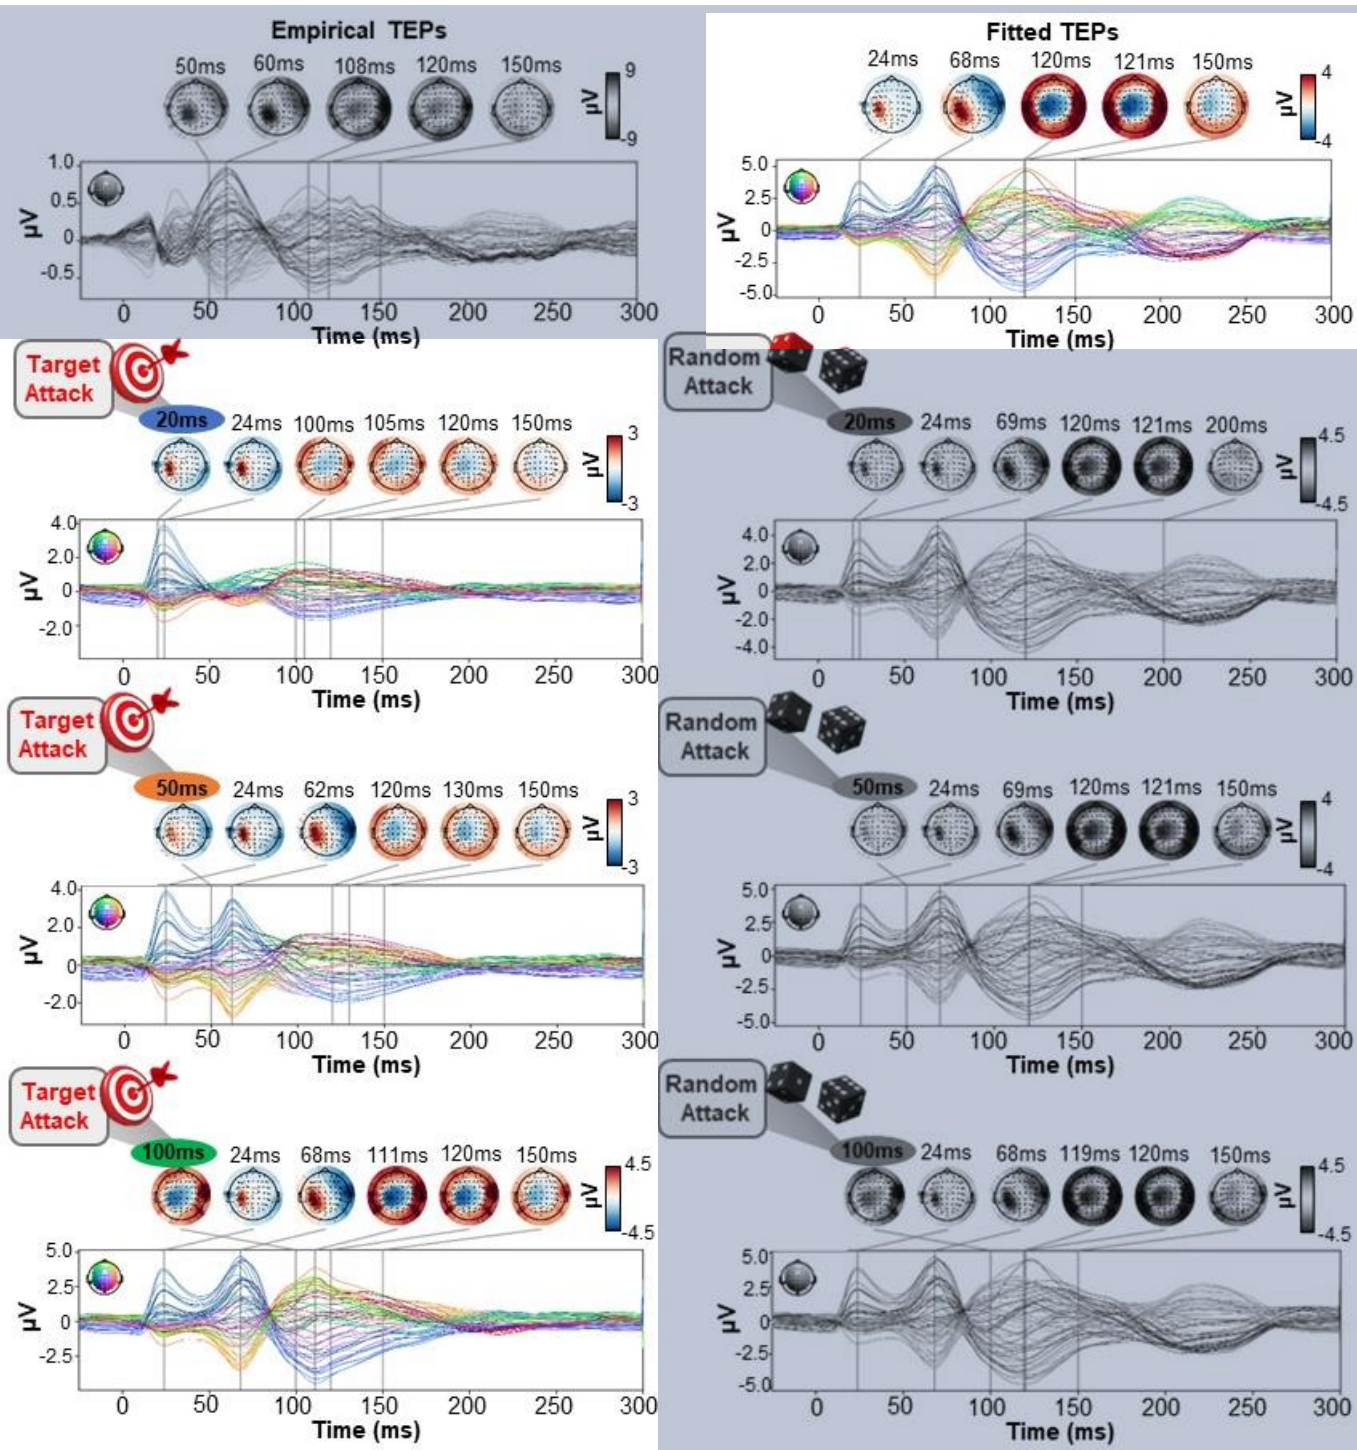 Empirical TEPs
50ms 60ms 108ms 120ms 150ms
9
µV
-9
1.0
0.5
0
-0.5
µV
0 50 100 150 200 250 300
Time (ms)
Fitted TEPs
24ms 68ms 120ms 121ms 150ms
4
µV
-4
5.0
2.5
0
-2.5
-5.0
µV
0 50 100 150 200 250 300
Time (ms)
Target
Attack
20ms 24ms 100ms 105ms 120ms 150ms
3
µV
-3
4.0
2.0
0
-2.0
µV
0 50 100 150 200 250 300
Time (ms)
Random
Attack
20ms 24ms 69ms 120ms 121ms 200ms
4.5
µV
-4.5
4.0
2.0
0
-2.0
-4.0
µV
0 50 100 150 200 250 300
Time (ms)
Target
Attack
50ms 24ms 62ms 120ms 130ms 150ms
3
µV
-3
4.0
2.0
0
-2.0
µV
0 50 100 150 200 250 300
Time (ms)
Random
Attack
50ms 24ms 69ms 120ms 121ms 150ms
4
µV
-4
5.0
2.5
0
-2.5
-5.0
µV
0 50 100 150 200 250 300
Time (ms)
Target
Attack
100ms 24ms 68ms 111ms 120ms 150ms
4.5
µV
-4.5
5.0
2.5
0
-2.5
µV
0 50 100 150 200 250 300
Time (ms)
Random
Attack
100ms 24ms 68ms 119ms 120ms 150ms
4.5
µV
-4.5
5.0
2.5
0
-2.5
-5.0
µV
0 50 100 150 200 250 300
Time (ms)